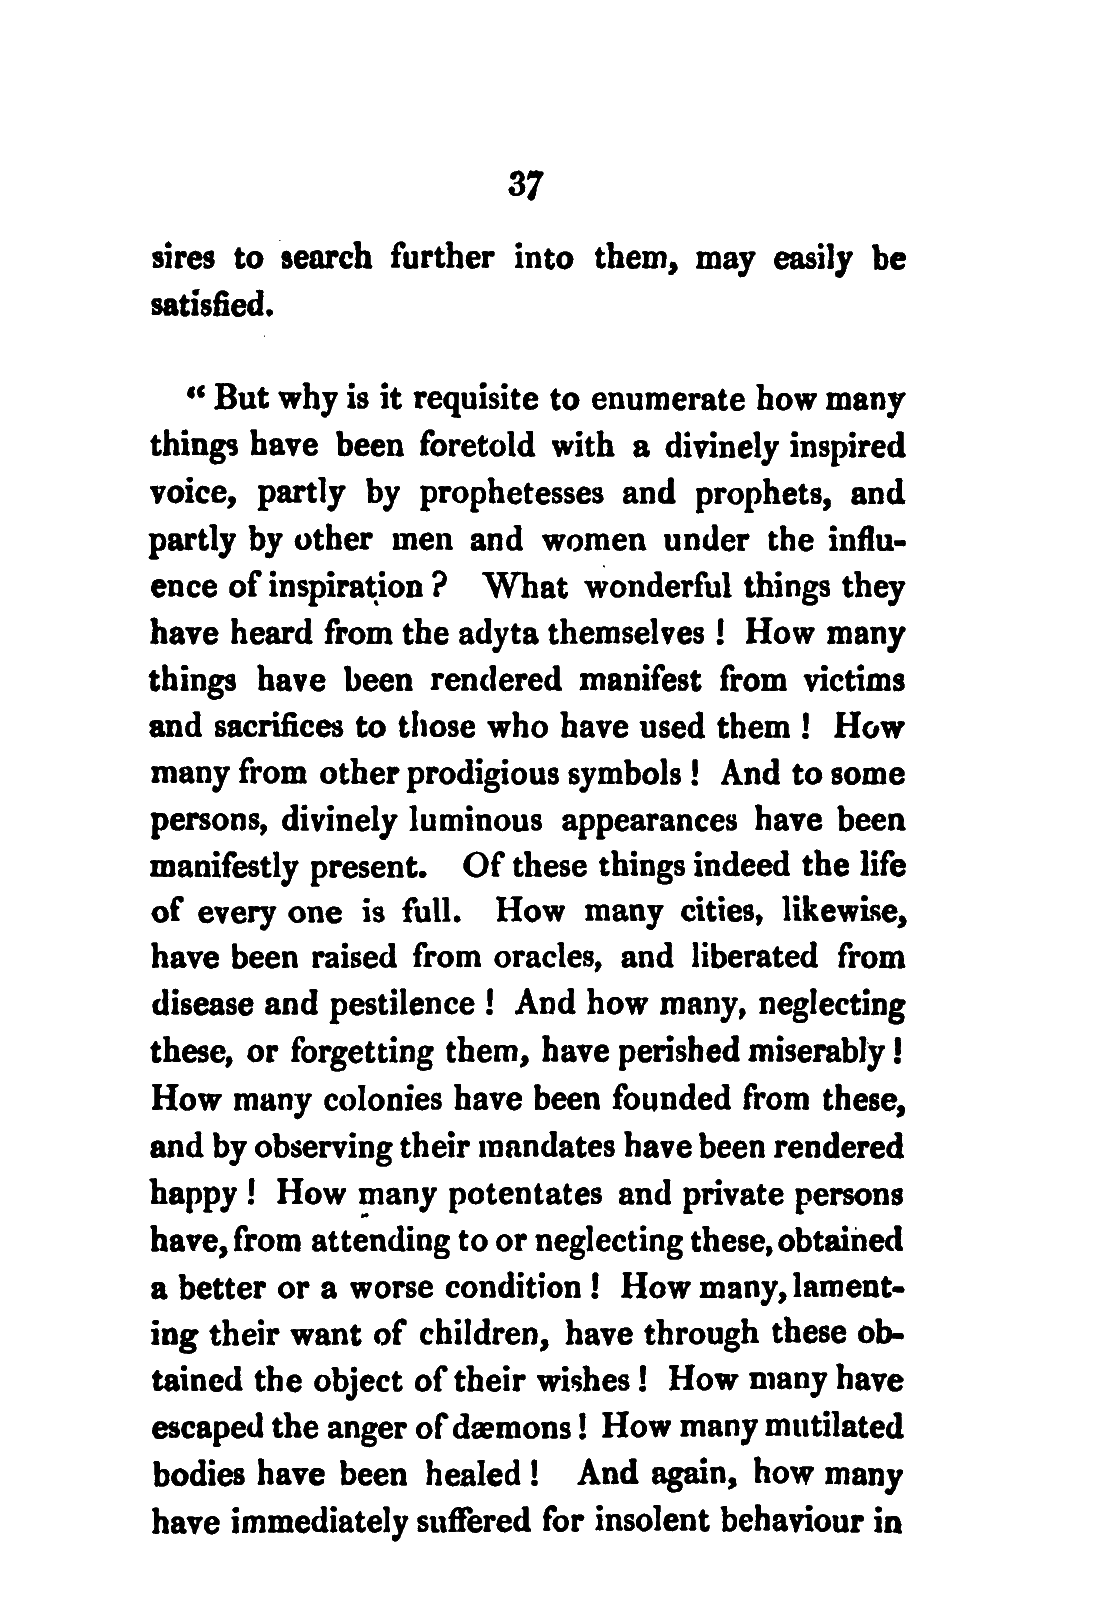 37
sires to search further into them, may easily be
satisfied.
“ But why is it requisite to enumerate how many
things have been foretold with a divinely inspired
voice, partly by prophetesses and prophets, and
partly by other men and women under the influ-
ence of inspiration ? What wonderful things they
have heard from the adyta themselves ! How many
things have been rendered manifest from victims
and sacrifices to those who have used them ! How
many from other prodigious symbols ! And to some
persons, divinely luminous appearances have been
manifestly present. Of these things indeed the life
of every one is full. How many cities, likewise,
have been raised from oracles, and liberated from
disease and pestilence ! And how many, neglecting
these, or forgetting them, have perished miserably !
How many colonies have been founded from these,
and by observing their mandates have been rendered
happy ! How many potentates and private persons
have, from attending to or neglecting these, obtained
a better or a worse condition ! How many, lament-
ing their want of children, have through these ob-
tained the object of their wishes ! How many have
escaped the anger of dæmons ! How many mutilated
bodies have been healed ! And again, how many
have immediately suffered for insolent behaviour in